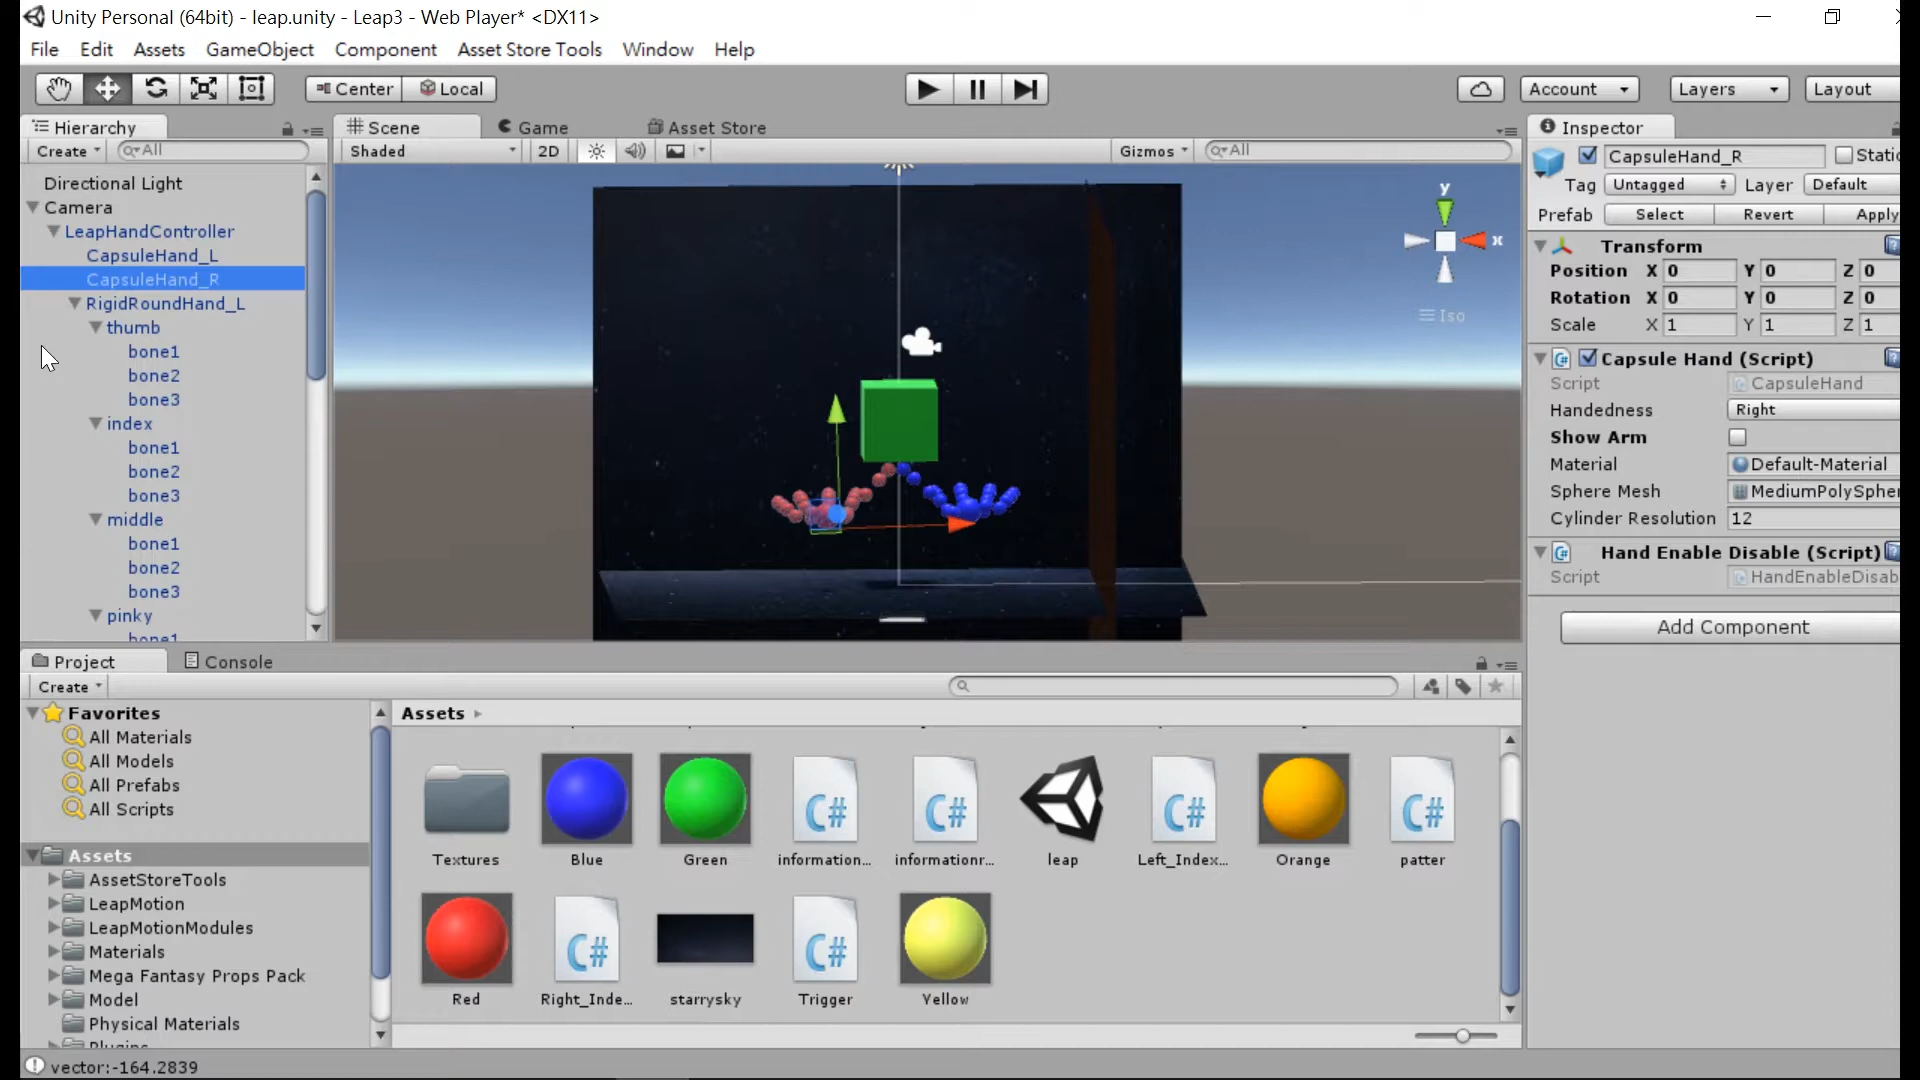 Unity Personal (64bit) - leap.unity - Leap3 - Web Player* <DX11>
File Edit Assets GameObject Component Asset Store Tools Window Help
Center Local Account Layers Layout
Hierarchy
Create All
Directional Light
Camera
LeapHandController
CapsuleHand_L
CapsuleHand_R
RigidRoundHand_L
thumb
bone1
bone2
bone3
index
bone1
bone2
bone3
middle
bone1
bone2
bone3
pinky
bone1
Scene Game Asset Store
Shaded 2D Gizmos All
y
x
Iso
Inspector
CapsuleHand_R Static
Tag Untagged Layer Default
Prefab Select Revert Apply
Transform
Position X 0 Y 0 Z 0
Rotation X 0 Y 0 Z 0
Scale X 1 Y 1 Z 1
Capsule Hand (Script)
Script CapsuleHand
Handedness Right
Show Arm
Material Default-Material
Sphere Mesh MediumPolySpher
Cylinder Resolution 12
Hand Enable Disable (Script)
Script HandEnableDisab
Add Component
Project Console
Create
Favorites
All Materials
All Models
All Prefabs
All Scripts
Assets
AssetStoreTools
LeapMotion
LeapMotionModules
Materials
Mega Fantasy Props Pack
Model
Physical Materials
Plugins
Assets
C# C# C# C#
Textures Blue Green information... informationr... leap Left_Index... Orange patter
C# C#
Red Right_Inde... starrysky Trigger Yellow
vector:-164.2839